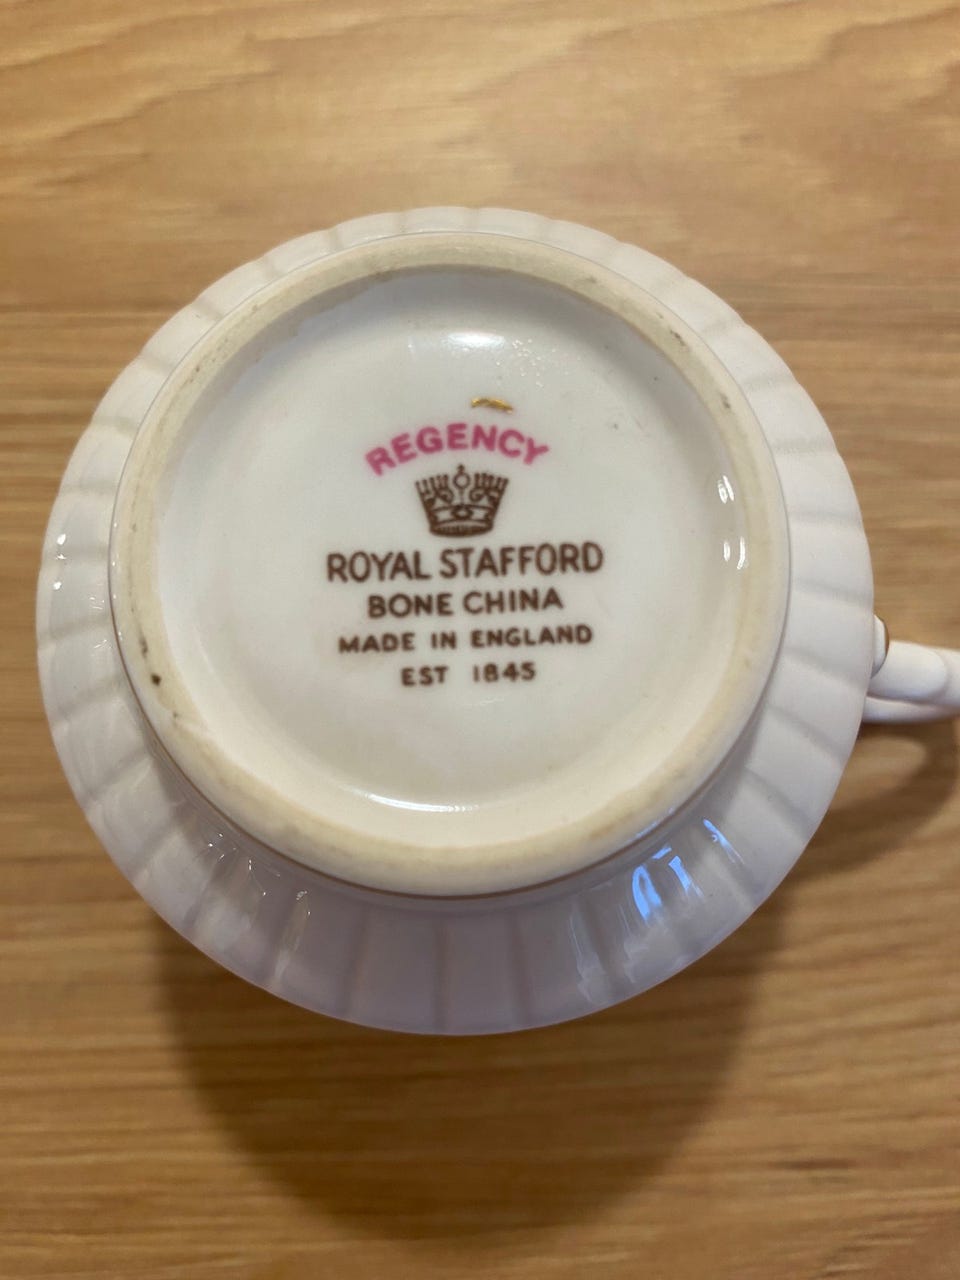 REGENCY
ROYAL STAFFORD
BONE CHINA
MADE IN ENGLAND
EST 1845